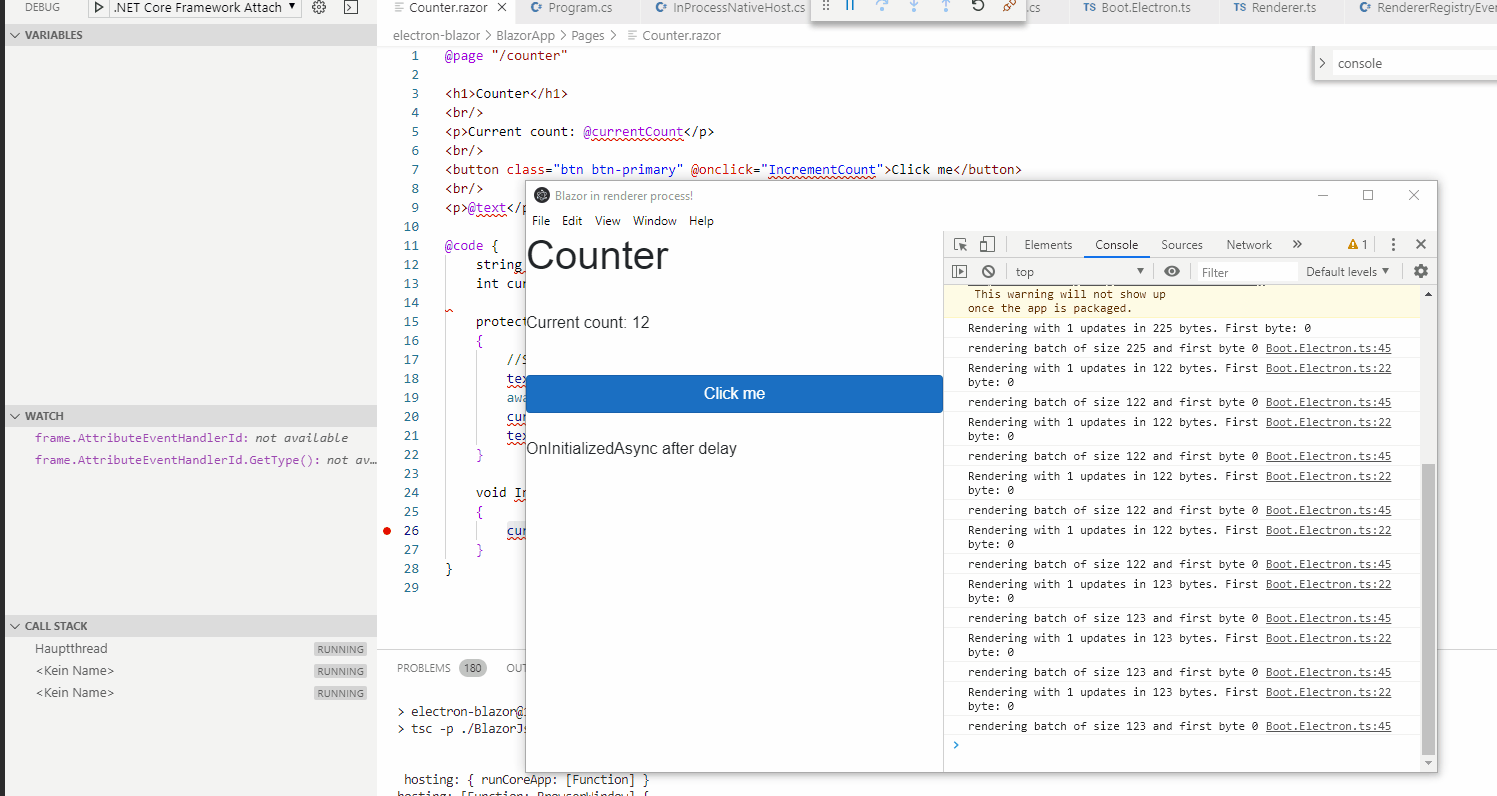 DEBUG
.NET Core Framework Attach
Counter.razor
C# Program.cs
C# InProcessNativeHost.cs
.cs
TS Boot.Electron.ts
TS Renderer.ts
C# RendererRegistryEve
electron-blazor > BlazorApp > Pages > Counter.razor
console
VARIABLES
WATCH
frame.AttributeEventHandlerId: not available
frame.AttributeEventHandlerId.GetType(): not av…
CALL STACK
Hauptthread RUNNING
<Kein Name> RUNNING
<Kein Name> RUNNING
1 @page "/counter"
2
3 <h1>Counter</h1>
4 <br/>
5 <p>Current count: @currentCount</p>
6 <br/>
7 <button class="btn btn-primary" @onclick="IncrementCount">Click me</button>
8 <br/>
9 <p>@text</p
10
11 @code {
12 string
13 int cur
14
15 protect
16 {
17 //S
18 tex
19 awa
20 cur
21 tex
22 }
23
24 void In
25 {
26 cur
27 }
28 }
29
PROBLEMS 180 OUT
> electron-blazor@
> tsc -p ./BlazorJs
hosting: { runCoreApp: [Function] }
hosting: [Function: BrowserWindow] {
Blazor in renderer process!
File Edit View Window Help
Counter
Current count: 12
Click me
OnInitializedAsync after delay
Elements Console Sources Network » 1
top Filter Default levels ▼
This warning will not show up
once the app is packaged.
Rendering with 1 updates in 225 bytes. First byte: 0
rendering batch of size 225 and first byte 0 Boot.Electron.ts:45
Rendering with 1 updates in 122 bytes. First Boot.Electron.ts:22
byte: 0
rendering batch of size 122 and first byte 0 Boot.Electron.ts:45
Rendering with 1 updates in 122 bytes. First Boot.Electron.ts:22
byte: 0
rendering batch of size 122 and first byte 0 Boot.Electron.ts:45
Rendering with 1 updates in 122 bytes. First Boot.Electron.ts:22
byte: 0
rendering batch of size 122 and first byte 0 Boot.Electron.ts:45
Rendering with 1 updates in 122 bytes. First Boot.Electron.ts:22
byte: 0
rendering batch of size 122 and first byte 0 Boot.Electron.ts:45
Rendering with 1 updates in 123 bytes. First Boot.Electron.ts:22
byte: 0
rendering batch of size 123 and first byte 0 Boot.Electron.ts:45
Rendering with 1 updates in 123 bytes. First Boot.Electron.ts:22
byte: 0
rendering batch of size 123 and first byte 0 Boot.Electron.ts:45
Rendering with 1 updates in 123 bytes. First Boot.Electron.ts:22
byte: 0
rendering batch of size 123 and first byte 0 Boot.Electron.ts:45
>